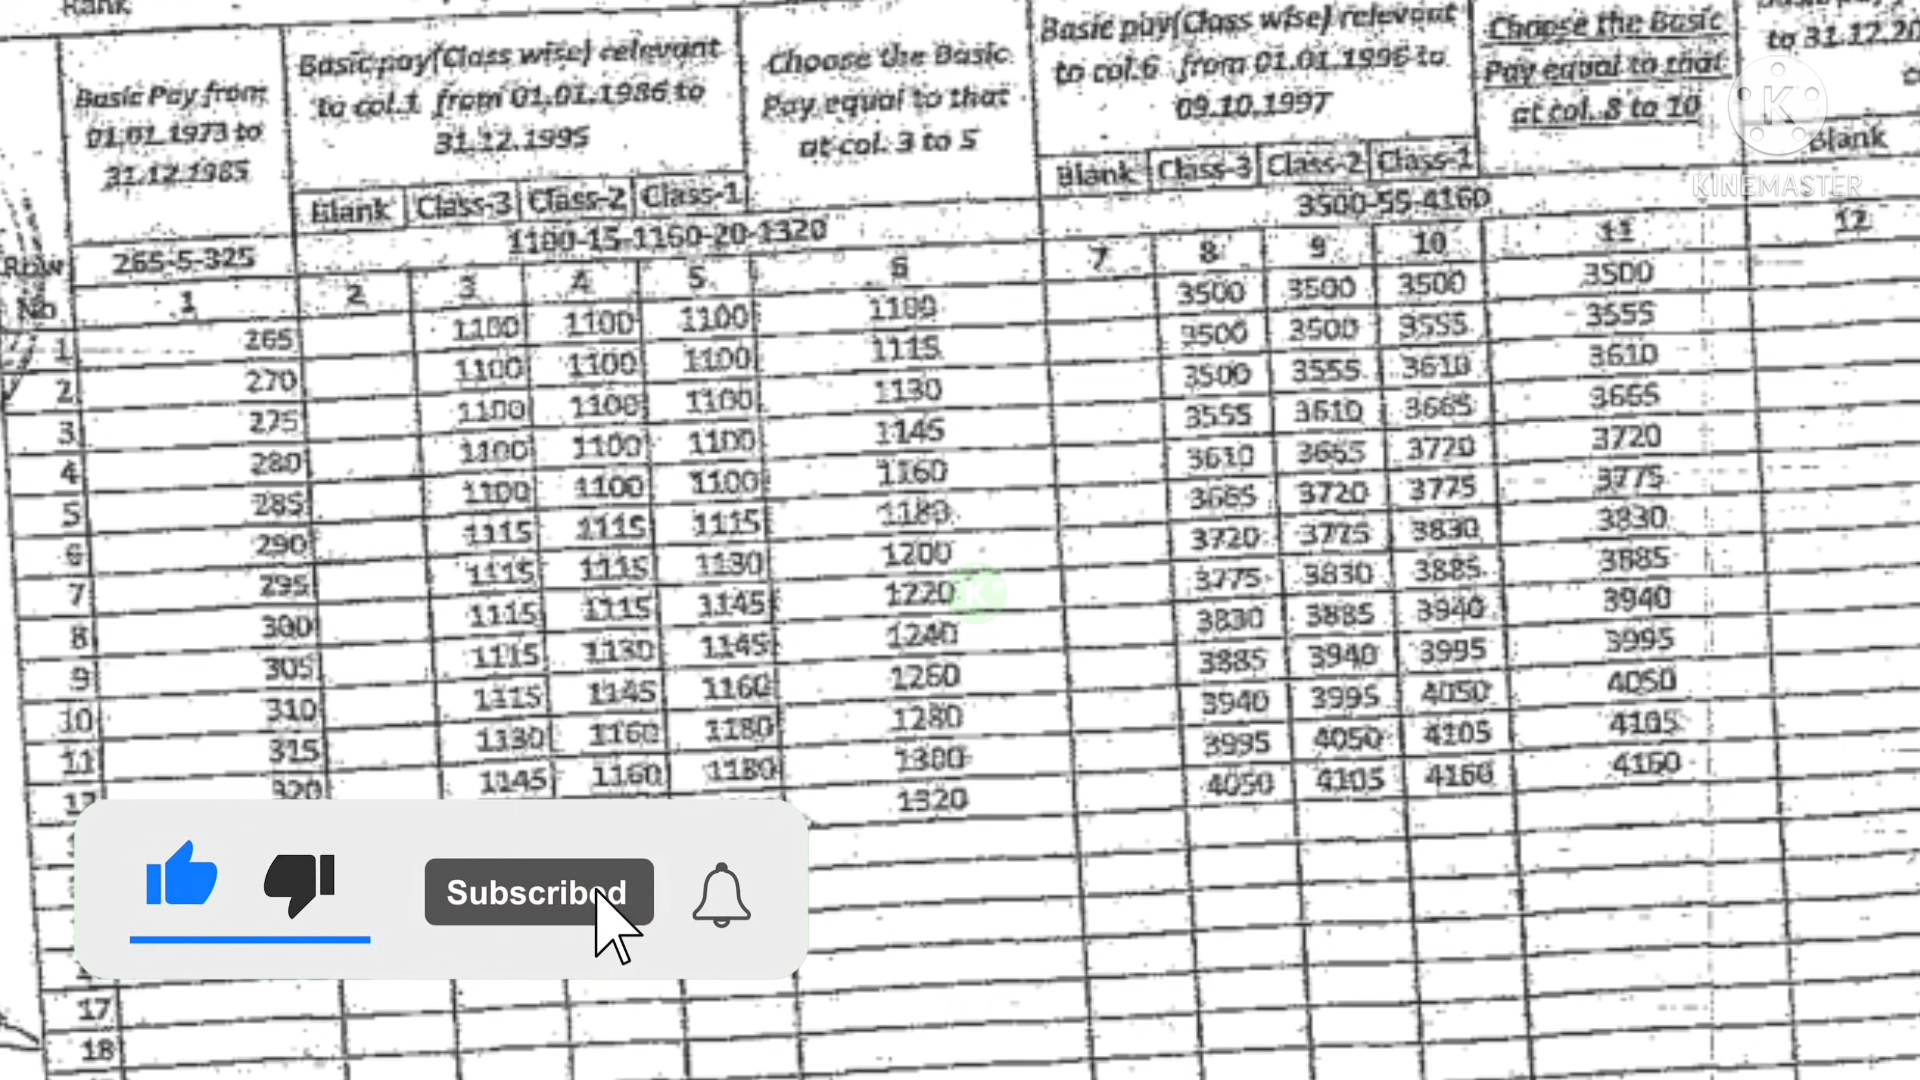 Rank
Basic Pay from
01.01.1973 to
31.12.1985
Basic pay(Class wise) relevant
to col.1 from 01.01.1986 to
31.12.1995
Choose the Basic
Pay equal to that
at col. 3 to 5
Basic pay(Class wise) relevant
to col.6 from 01.01.1996 to
09.10.1997
Choose the Basic
Pay equal to that
at col. 8 to 10
to 31.12.20
Blank Class-3 Class-2 Class-1
Blank Class-3 Class-2 Class-1
Blank
KINEMASTER
Row No
265-5-325 1100-15-1160-20-1320 3500-55-4160
1 2 3 4 5 6 7 8 9 10 11 12
1 265 1100 1100 1100 1100 3500 3500 3500 3500
2 270 1100 1100 1100 1115 3500 3500 3555 3555
3 275 1100 1100 1100 1130 3500 3555 3610 3610
4 280 1100 1100 1100 1145 3555 3610 3665 3665
5 285 1100 1100 1100 1160 3610 3665 3720 3720
6 290 1115 1115 1115 1180 3665 3720 3775 3775
7 295 1115 1115 1130 1200 3720 3775 3830 3830
8 300 1115 1115 1145 1220 3775 3830 3885 3885
9 305 1115 1130 1145 1240 3830 3885 3940 3940
10 310 1115 1145 1160 1260 3885 3940 3995 3995
11 315 1130 1160 1180 1280 3940 3995 4050 4050
12 320 1145 1160 1180 1300 3995 4050 4105 4105
1320 4050 4105 4160 4160
Subscribed
17
18